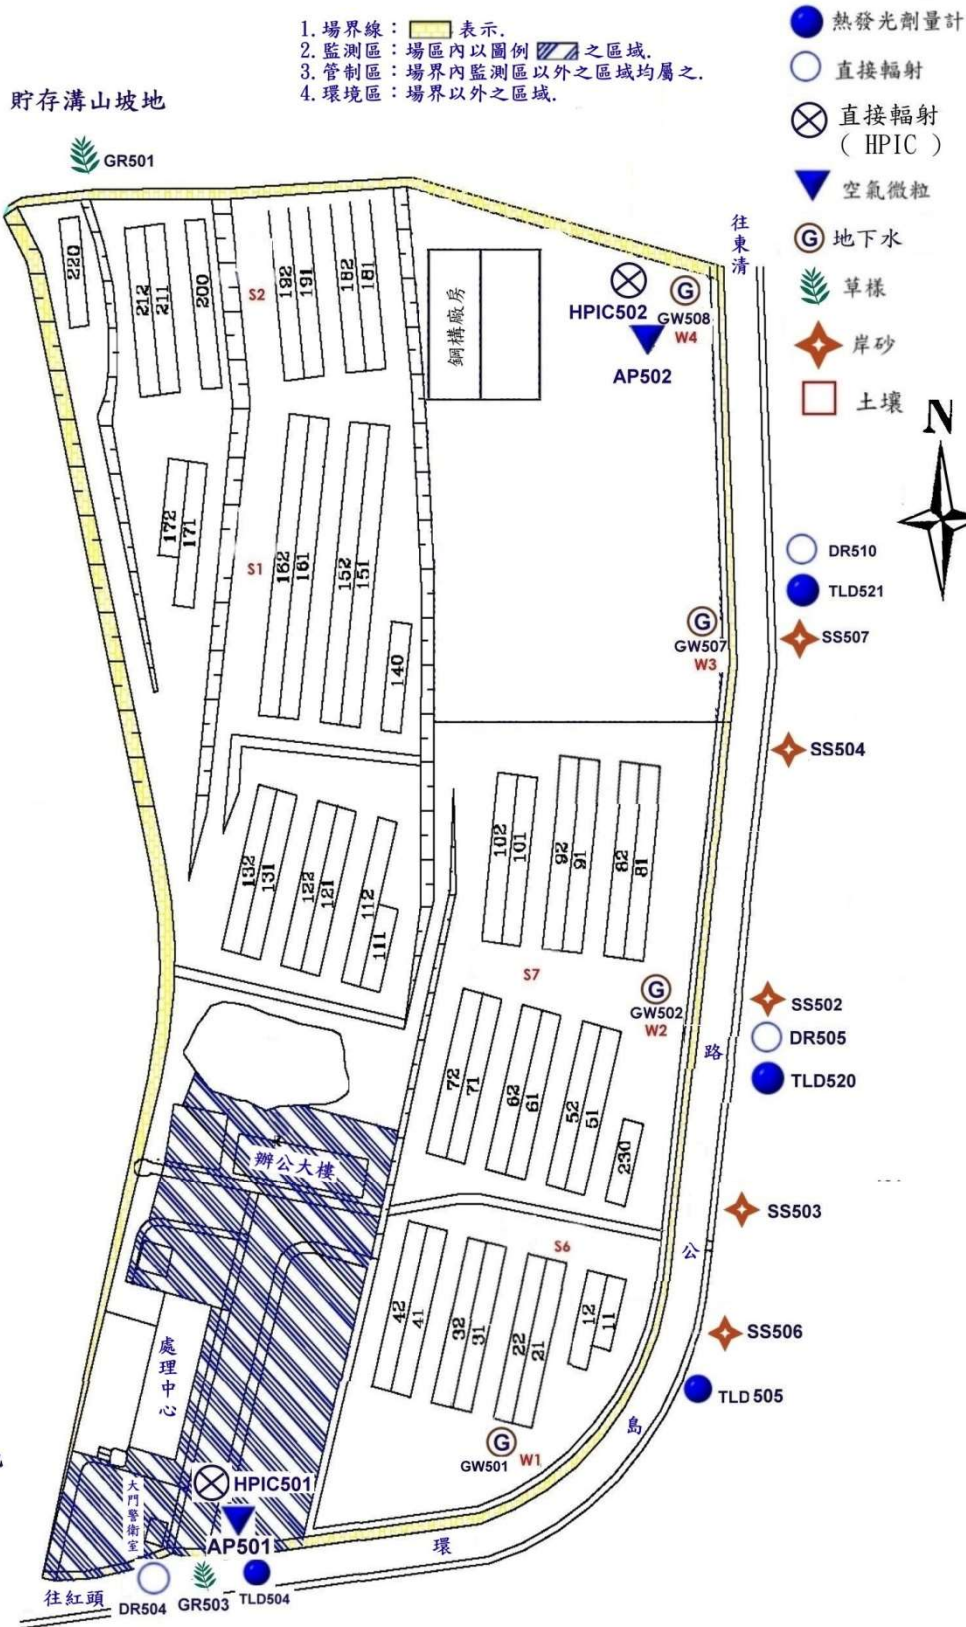 1. 場界線：表示.
2. 監測區：場區內以圖例 之區域.
3. 管制區：場界內監測區以外之區域均屬之.
4. 環境區：場界以外之區域.
熱發光劑量計
直接輻射
直接輻射
( HPIC )
空氣微粒
G 地下水
草樣
岸砂
土壤
N
貯存溝山坡地
GR501
往東清
220
212
211
200
S2
192
191
182
181
鋼構廠房
HPIC502
G
GW508
W4
AP502
172
171
S1
162
161
152
151
140
DR510
TLD521
G
GW507
W3
SS507
SS504
102
101
92
91
82
81
132
131
122
121
112
111
S7
G
GW502
W2
SS502
DR505
TLD520
路
72
71
62
61
52
51
230
辦公大樓
SS503
公
S6
42
41
32
31
22
21
12
11
SS506
TLD505
處理中心
島
G
GW501
W1
大門警衛室
HPIC501
AP501
環
往紅頭
DR504
GR503
TLD504